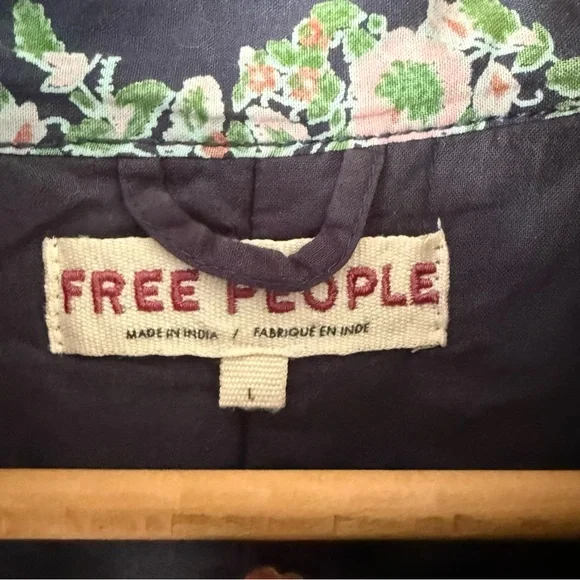 FREE PEOPLE
MADE IN INDIA / FABRIQUÉ EN INDE
L